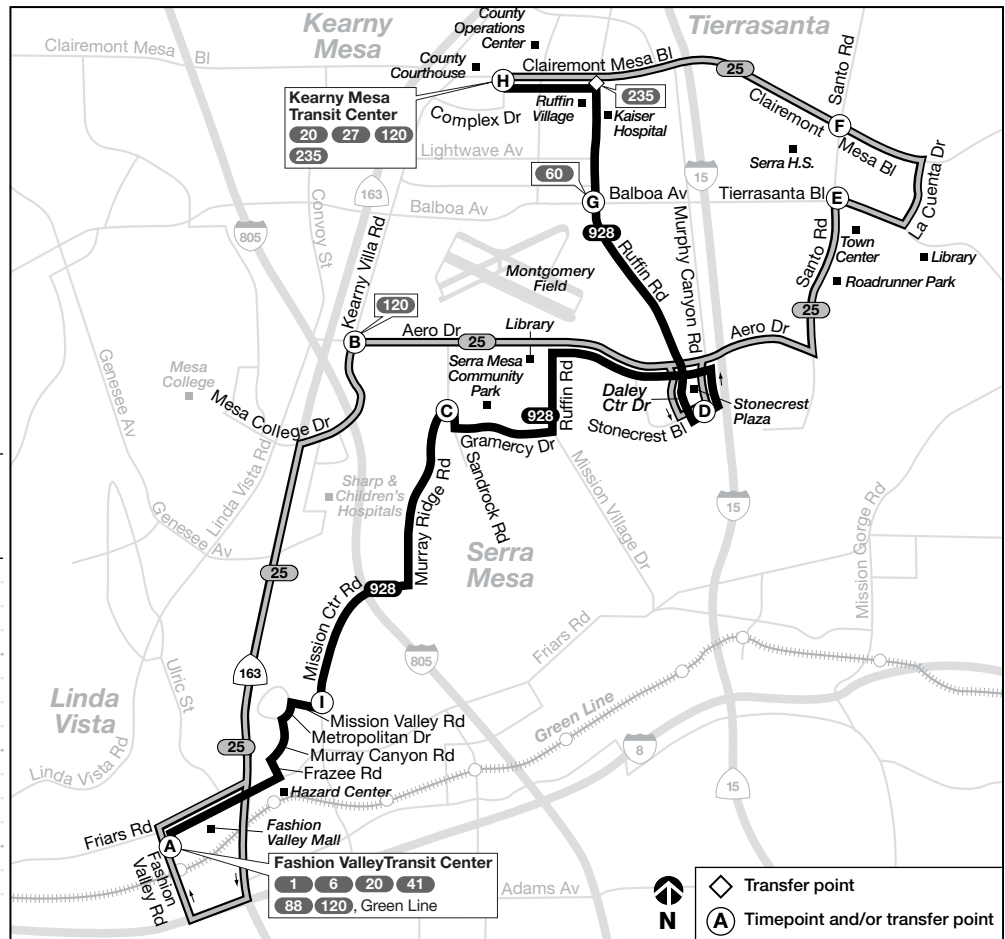 Kearny
Mesa
County
Operations
Center
Tierrasanta
Clairemont Mesa Bl
County
Courthouse
H
Clairemont Mesa Bl
25
Santo Rd
Kearny Mesa
Transit Center
20 27 120
235
Complex Dr
Ruffin
Village
235
Kaiser
Hospital
Clairemont
Mesa Bl
F
La Cuenta Dr
Lightwave Av
Serra H.S.
163
15
60
Balboa Av
G
Balboa Av
Tierrasanta Bl
E
Convoy St
805
Kearny Villa Rd
928
Ruffin Rd
Murphy Canyon Rd
Santo Rd
Town
Center
Library
Roadrunner Park
Montgomery
Field
120
B
Aero Dr
25
Library
Aero Dr
25
Genesee Av
Mesa
College
Mesa College Dr
Serra Mesa
Community
Park
C
928
Ruffin Rd
Daley
Ctr Dr
D
Stonecrest
Plaza
Stonecrest Bl
Gramercy Dr
Sandrock Rd
Linda Vista Rd
Sharp &
Children's
Hospitals
Murray Ridge Rd
Mission Village Dr
15
Mission Gorge Rd
Genesee Av
Serra
Mesa
25
Mission Ctr Rd
928
Friars Rd
805
Ulric St
163
Linda
Vista
I
Mission Valley Rd
Metropolitan Dr
Murray Canyon Rd
Frazee Rd
Hazard Center
Green Line
8
15
25
Linda Vista Rd
Friars Rd
A
Fashion
Valley Mall
Fashion
Valley Rd
Fashion ValleyTransit Center
1 6 20 41
88 120, Green Line
Adams Av
N
Transfer point
A Timepoint and/or transfer point